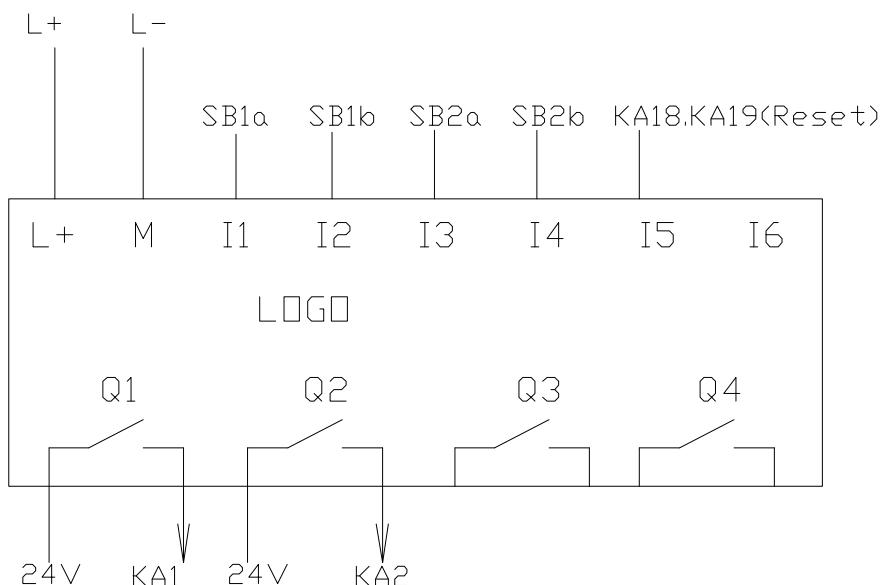 L+ L-
SB1a SB1b SB2a SB2b KA18.KA19(Reset)
L+ M I1 I2 I3 I4 I5 I6
LOGO
Q1 Q2 Q3 Q4
24V KA1 24V KA2